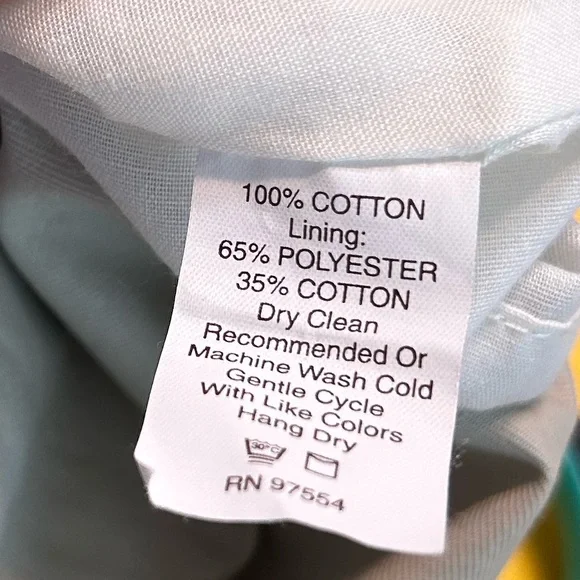 100% COTTON
Lining:
65% POLYESTER
35% COTTON
Dry Clean
Recommended Or
Machine Wash Cold
Gentle Cycle
With Like Colors
Hang Dry
30°C
RN 97554